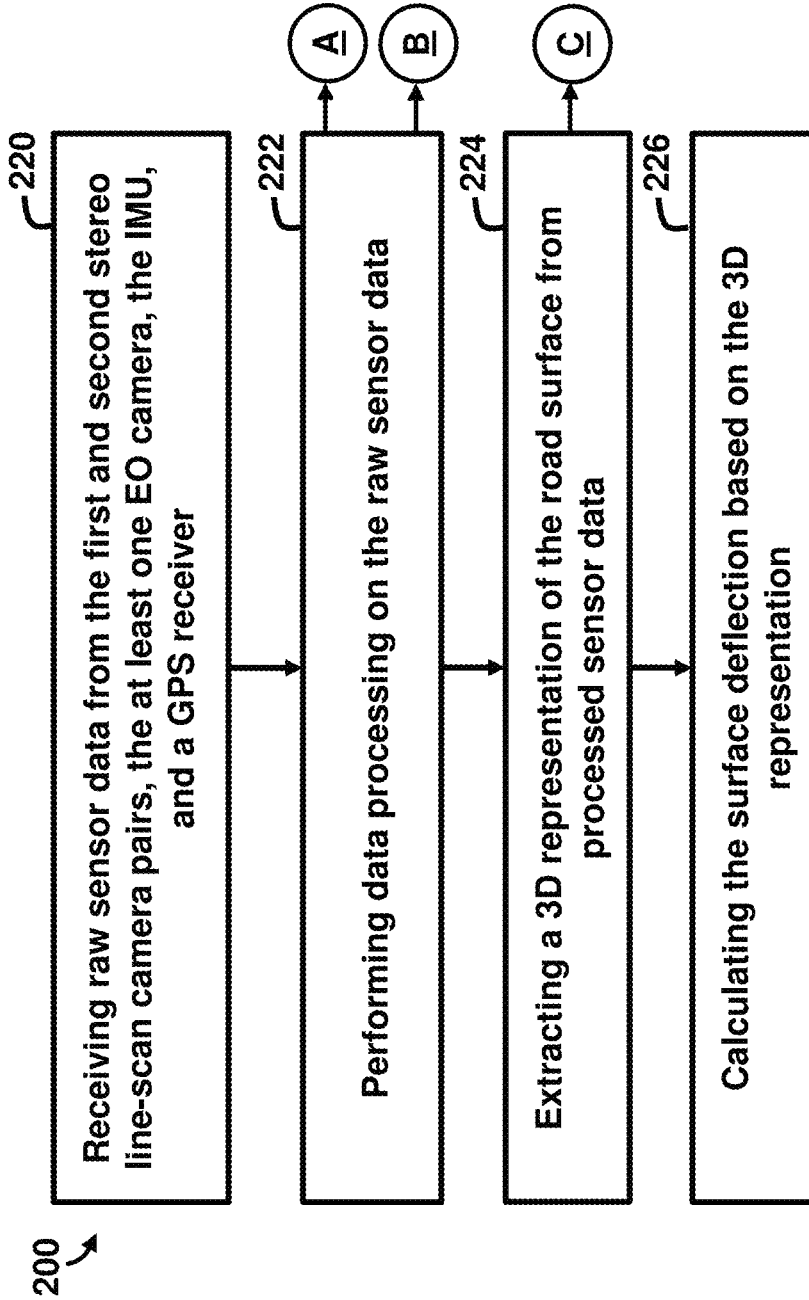 200
220
Receiving raw sensor data from the first and second stereo
line-scan camera pairs, the at least one EO camera, the IMU,
and a GPS receiver
222
Performing data processing on the raw sensor data
A
B
224
Extracting a 3D representation of the road surface from
processed sensor data
C
226
Calculating the surface deflection based on the 3D
representation